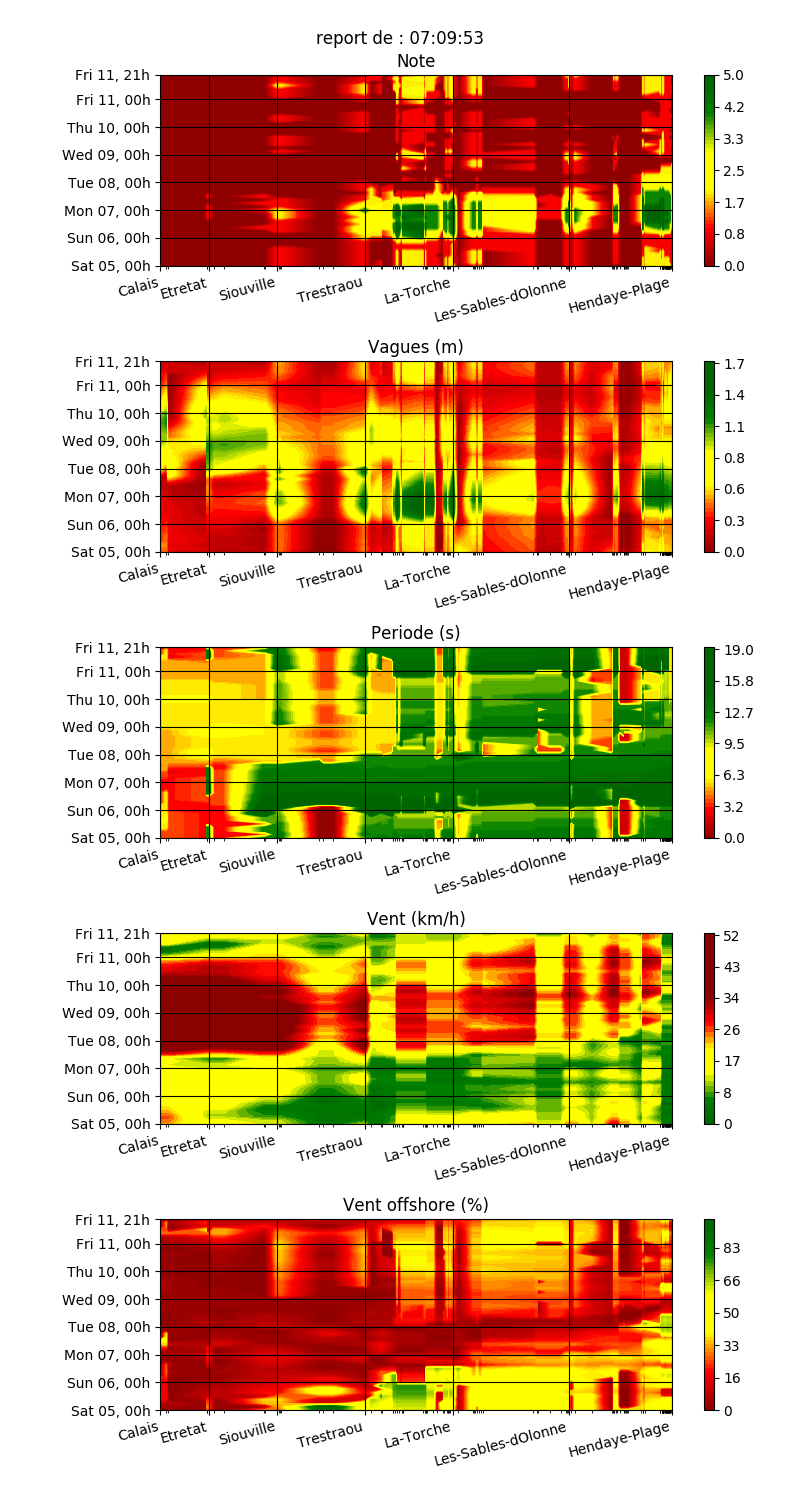 report de : 07:09:53
Note
Fri 11, 21h
Fri 11, 00h
Thu 10, 00h
Wed 09, 00h
Tue 08, 00h
Mon 07, 00h
Sun 06, 00h
Sat 05, 00h
5.0
4.2
3.3
2.5
1.7
0.8
0.0
Calais
Etretat
Siouville
Trestraou
La-Torche
Les-Sables-dOlonne
Hendaye-Plage
Vagues (m)
Fri 11, 21h
Fri 11, 00h
Thu 10, 00h
Wed 09, 00h
Tue 08, 00h
Mon 07, 00h
Sun 06, 00h
Sat 05, 00h
1.7
1.4
1.1
0.8
0.6
0.3
0.0
Calais
Etretat
Siouville
Trestraou
La-Torche
Les-Sables-dOlonne
Hendaye-Plage
Periode (s)
Fri 11, 21h
Fri 11, 00h
Thu 10, 00h
Wed 09, 00h
Tue 08, 00h
Mon 07, 00h
Sun 06, 00h
Sat 05, 00h
19.0
15.8
12.7
9.5
6.3
3.2
0.0
Calais
Etretat
Siouville
Trestraou
La-Torche
Les-Sables-dOlonne
Hendaye-Plage
Vent (km/h)
Fri 11, 21h
Fri 11, 00h
Thu 10, 00h
Wed 09, 00h
Tue 08, 00h
Mon 07, 00h
Sun 06, 00h
Sat 05, 00h
52
43
34
26
17
8
0
Calais
Etretat
Siouville
Trestraou
La-Torche
Les-Sables-dOlonne
Hendaye-Plage
Vent offshore (%)
Fri 11, 21h
Fri 11, 00h
Thu 10, 00h
Wed 09, 00h
Tue 08, 00h
Mon 07, 00h
Sun 06, 00h
Sat 05, 00h
83
66
50
33
16
0
Calais
Etretat
Siouville
Trestraou
La-Torche
Les-Sables-dOlonne
Hendaye-Plage